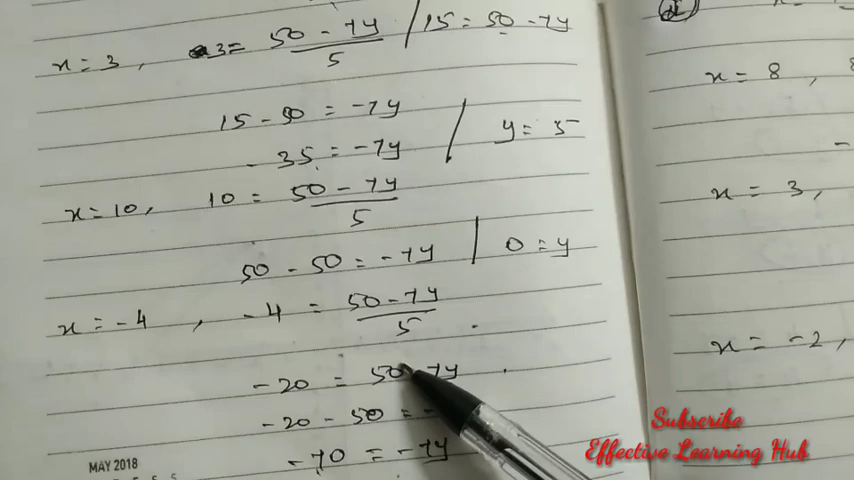 x = 3, 3 = 50 - 7y / 5 / 15 = 50 - 7y
15 - 50 = -7y
- 35 = -7y / y = 5
x = 10, 10 = 50 - 7y / 5
50 - 50 = -7y | 0 = y
x = -4, -4 = 50 - 7y / 5
-20 = 50 - 7y
-20 - 50 = -
-70 = -7y
MAY 2018
x = 8,
x = 3,
x = -2,
Subscribe
Effective Learning Hub